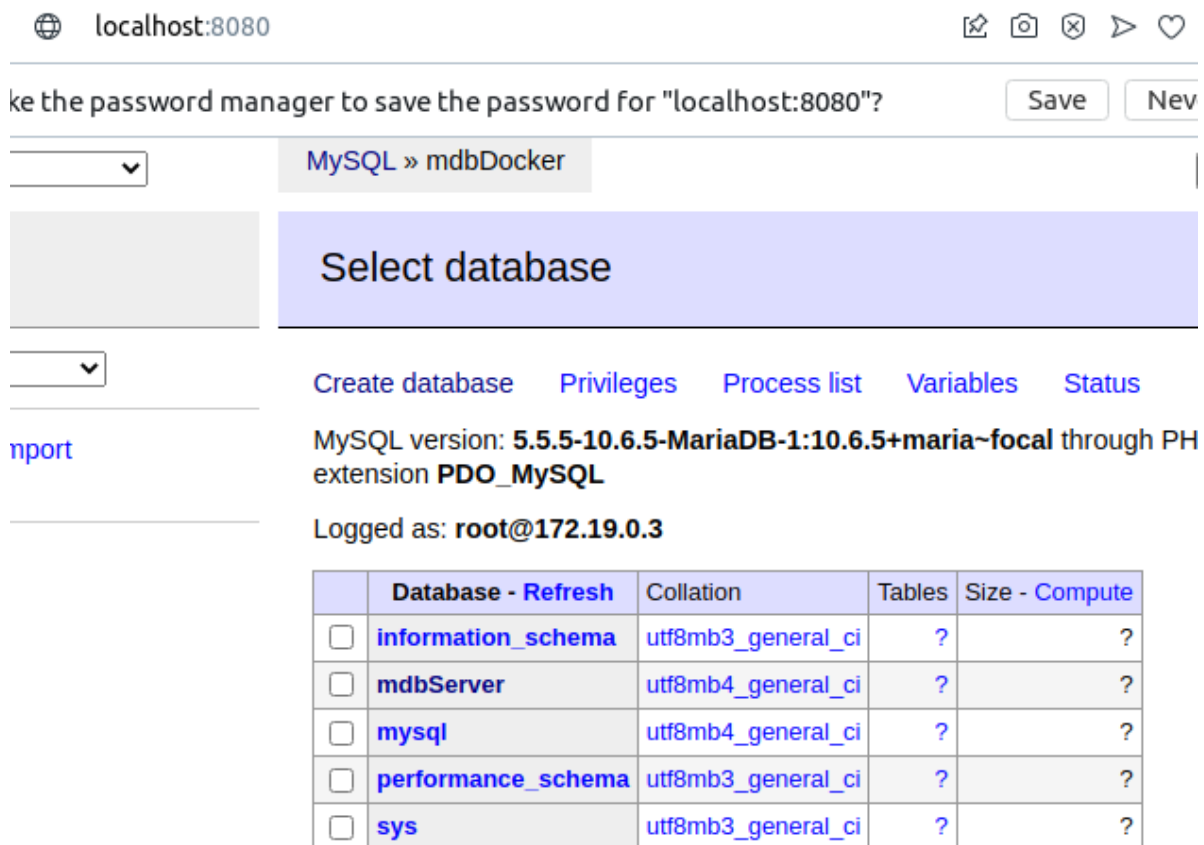 localhost:8080
ke the password manager to save the password for "localhost:8080"? Save Nev
MySQL » mdbDocker
Select database
Create database Privileges Process list Variables Status
mport
MySQL version: 5.5.5-10.6.5-MariaDB-1:10.6.5+maria~focal through PH
extension PDO_MySQL
Logged as: root@172.19.0.3
Database - Refresh Collation Tables Size - Compute
information_schema utf8mb3_general_ci ? ?
mdbServer utf8mb4_general_ci ? ?
mysql utf8mb4_general_ci ? ?
performance_schema utf8mb3_general_ci ? ?
sys utf8mb3_general_ci ? ?